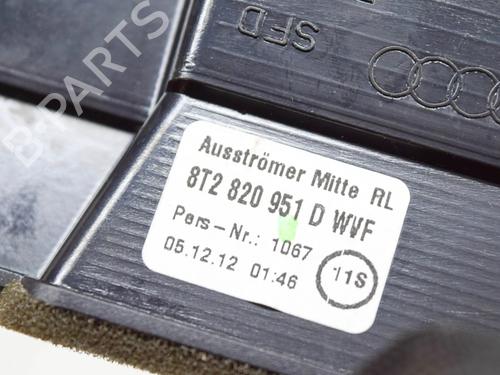 B-PARTS
SFD
Ausströmer Mitte RL
8T2 820 951 D WVF
Pers-Nr.: 1067
05.12.12 01:46
11S